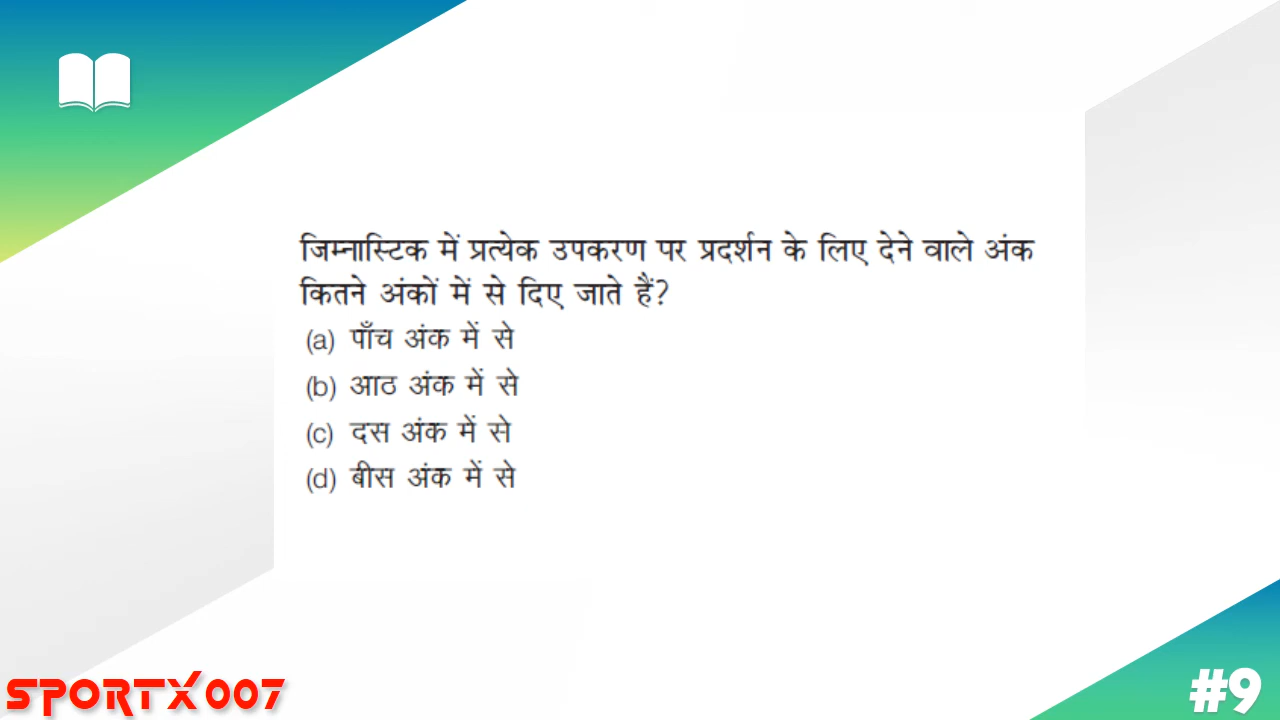 जिम्नास्टिक में प्रत्येक उपकरण पर प्रदर्शन के लिए देने वाले अंक
कितने अंकों में से दिए जाते हैं?
(a) पाँच अंक में से
(b) आठ अंक में से
(c) दस अंक में से
(d) बीस अंक में से
SPORTX007
#9